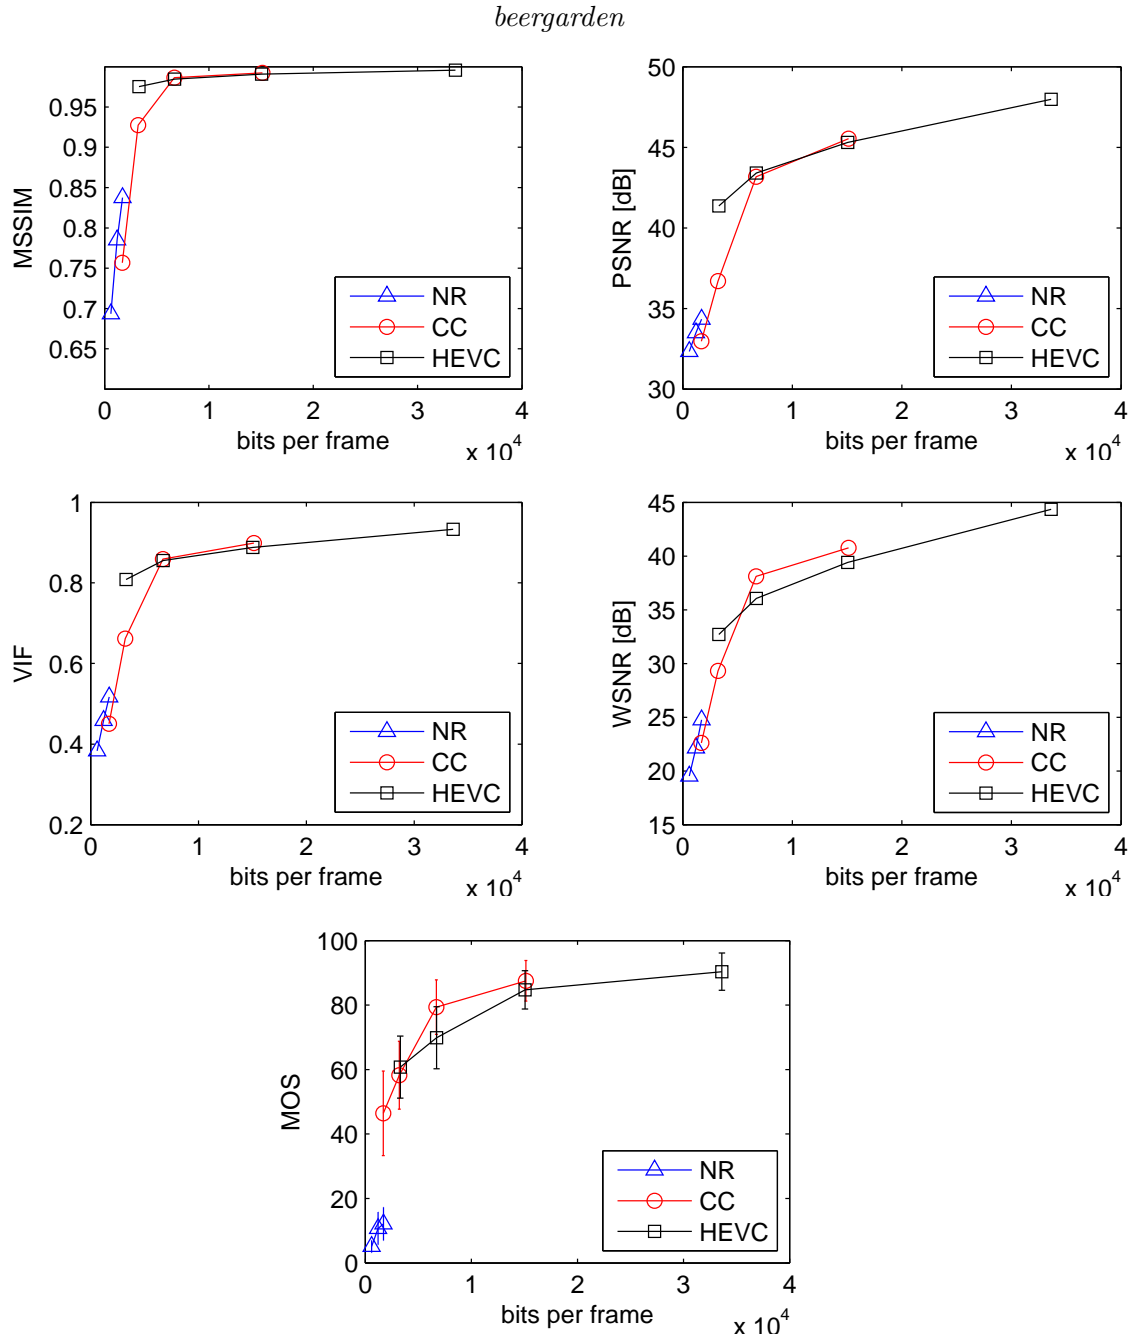 beergarden
MSSIM
0.95
0.9
0.85
0.8
0.75
0.7
0.65
0 1 2 3 4
bits per frame
x 10^4
NR
CC
HEVC
PSNR [dB]
50
45
40
35
30
0 1 2 3 4
bits per frame
x 10^4
NR
CC
HEVC
VIF
1
0.8
0.6
0.4
0.2
0 1 2 3 4
bits per frame
x 10^4
NR
CC
HEVC
WSNR [dB]
45
40
35
30
25
20
15
0 1 2 3 4
bits per frame
x 10^4
NR
CC
HEVC
MOS
100
80
60
40
20
0
0 1 2 3 4
bits per frame
x 10^4
NR
CC
HEVC